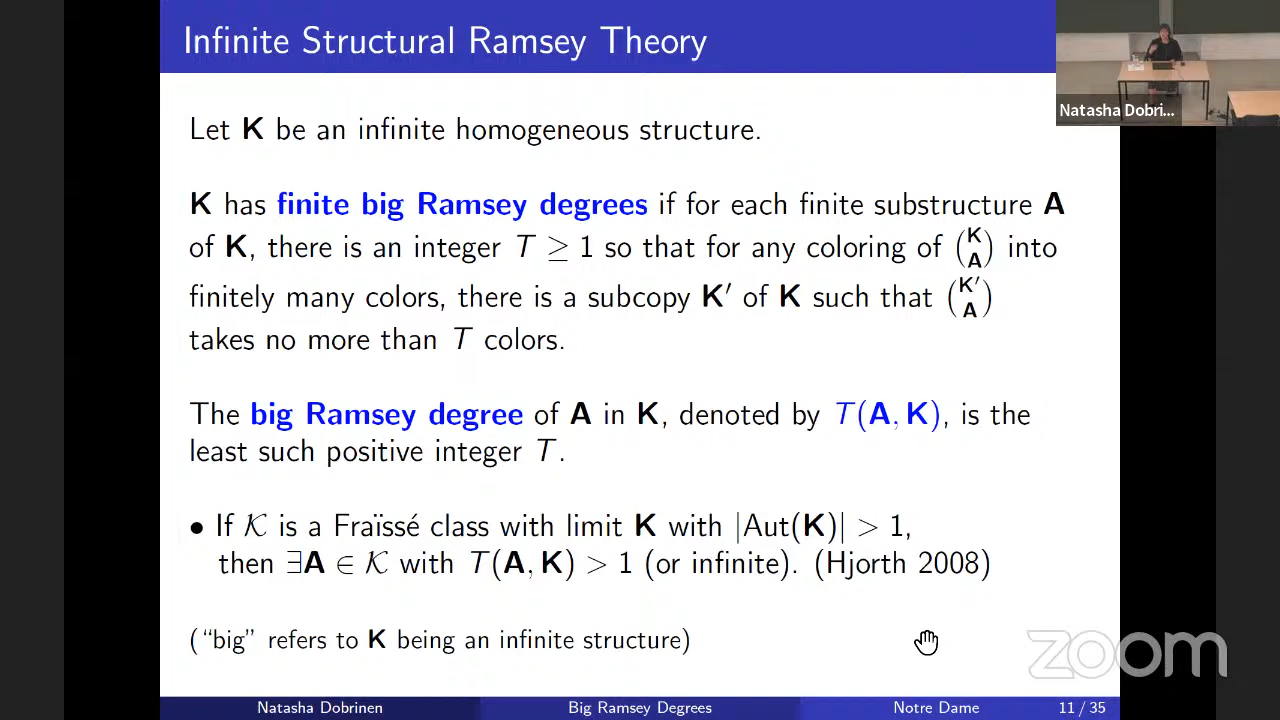 Infinite Structural Ramsey Theory
Natasha Dobri...
Let K be an infinite homogeneous structure.
K has finite big Ramsey degrees if for each finite substructure A
of K, there is an integer T ≥ 1 so that for any coloring of (K A) into
finitely many colors, there is a subcopy K′ of K such that (K′ A)
takes no more than T colors.
The big Ramsey degree of A in K, denoted by T(A, K), is the
least such positive integer T.
• If 𝒦 is a Fraïssé class with limit K with |Aut(K)| > 1,
then ∃A ∈ 𝒦 with T(A, K) > 1 (or infinite). (Hjorth 2008)
(“big” refers to K being an infinite structure)
zoom
Natasha Dobrinen Big Ramsey Degrees Notre Dame 11 / 35